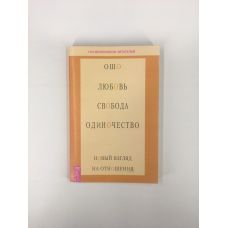 ОШО
ЛЮБОВЬ
СВОБОДА
ОДИНОЧЕСТВО
НОВЫЙ ВЗГЛЯД
НА ОТНОШЕНИЯ